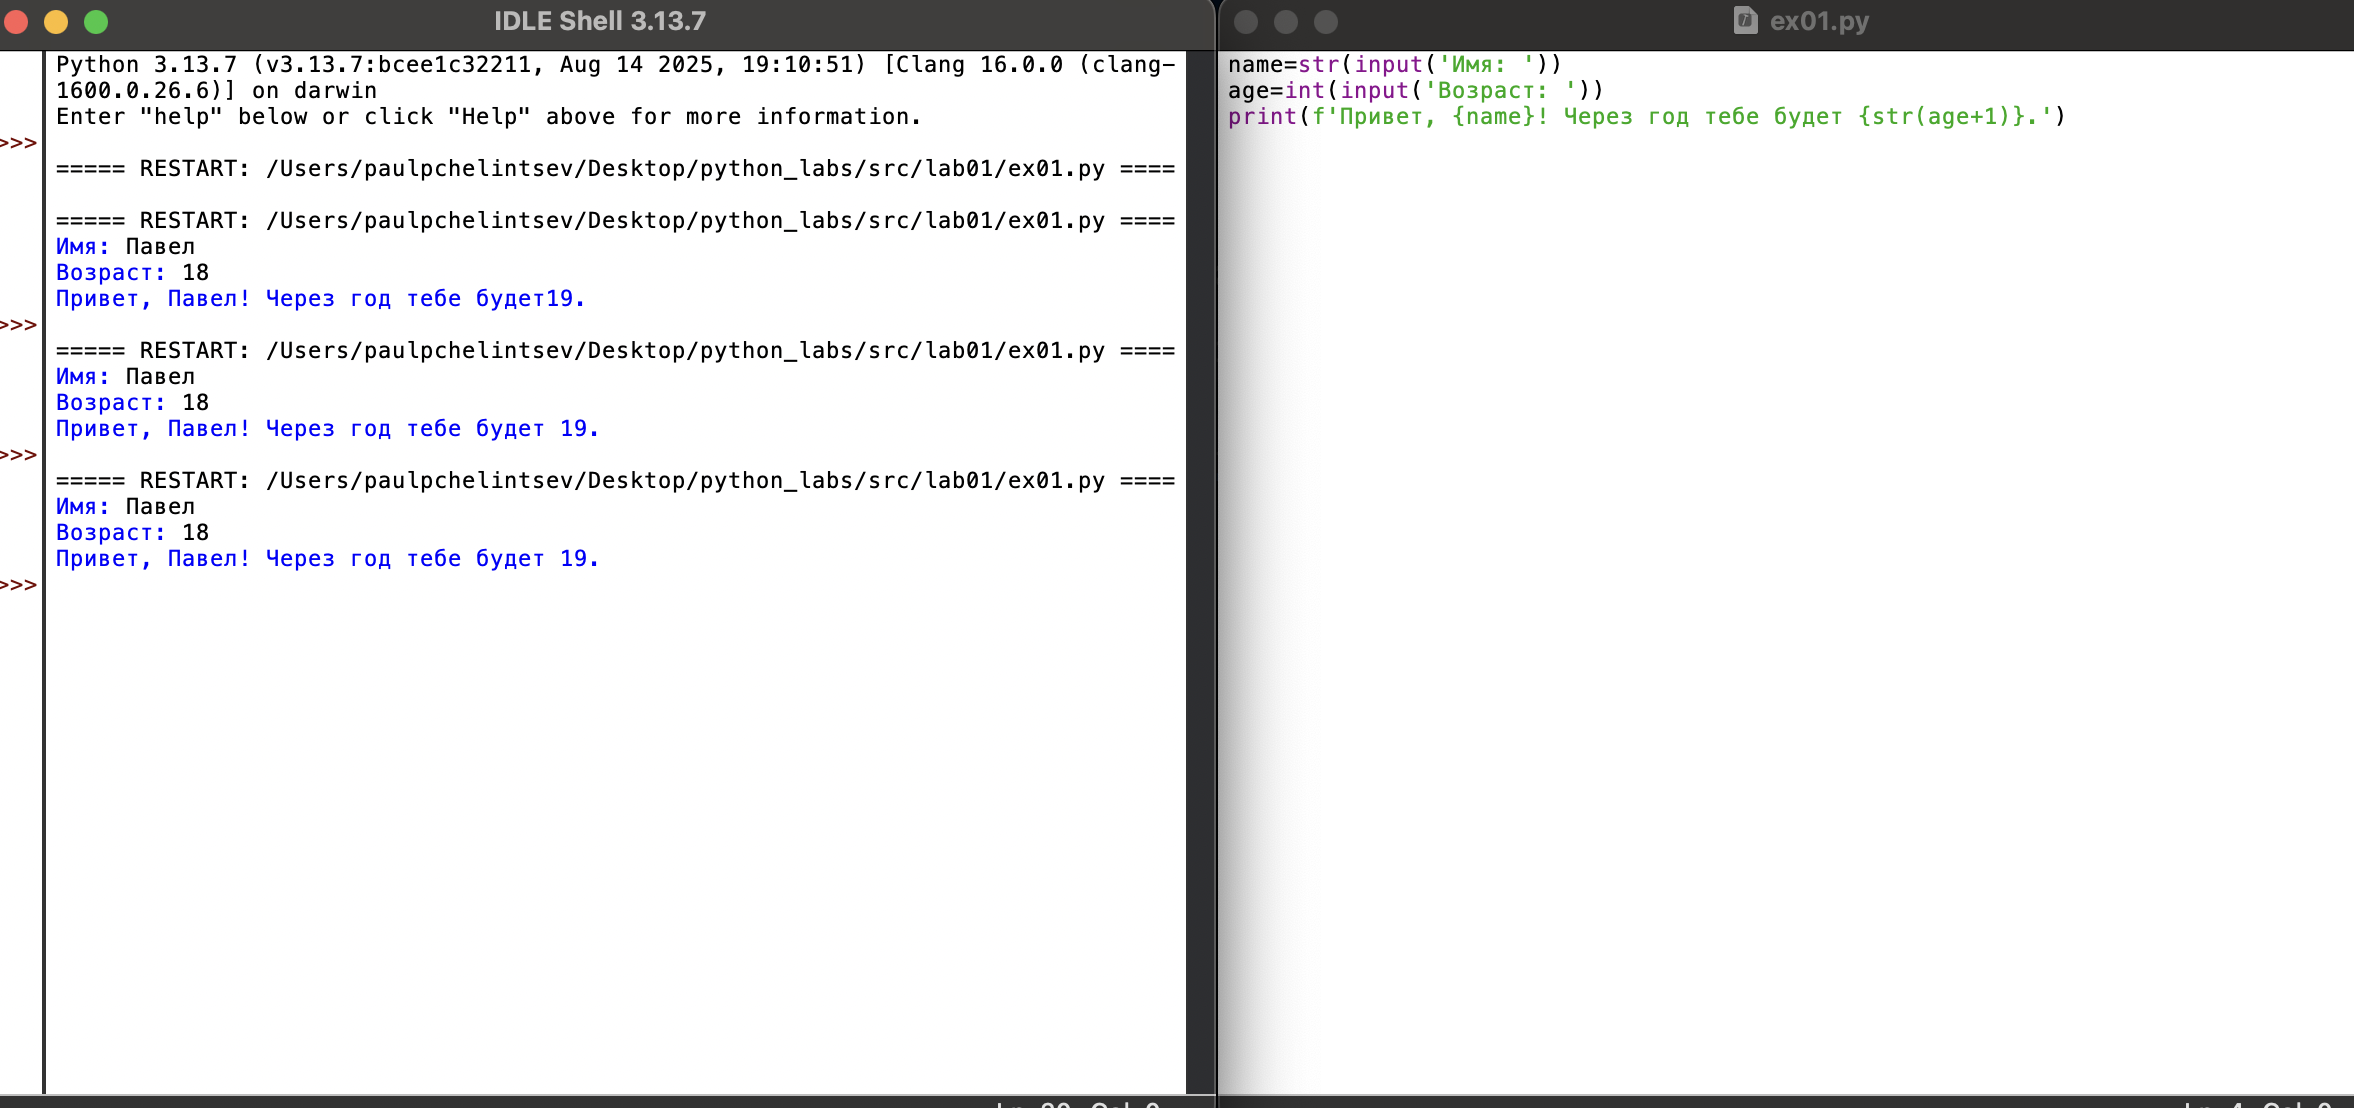 IDLE Shell 3.13.7
Python 3.13.7 (v3.13.7:bcee1c32211, Aug 14 2025, 19:10:51) [Clang 16.0.0 (clang-
1600.0.26.6)] on darwin
Enter "help" below or click "Help" above for more information.
>>>
===== RESTART: /Users/paulpchelintsev/Desktop/python_labs/src/lab01/ex01.py ====
===== RESTART: /Users/paulpchelintsev/Desktop/python_labs/src/lab01/ex01.py ====
Имя: Павел
Возраст: 18
Привет, Павел! Через год тебе будет19.
>>>
===== RESTART: /Users/paulpchelintsev/Desktop/python_labs/src/lab01/ex01.py ====
Имя: Павел
Возраст: 18
Привет, Павел! Через год тебе будет 19.
>>>
===== RESTART: /Users/paulpchelintsev/Desktop/python_labs/src/lab01/ex01.py ====
Имя: Павел
Возраст: 18
Привет, Павел! Через год тебе будет 19.
>>>
ex01.py
name=str(input('Имя: '))
age=int(input('Возраст: '))
print(f'Привет, {name}! Через год тебе будет {str(age+1)}.')